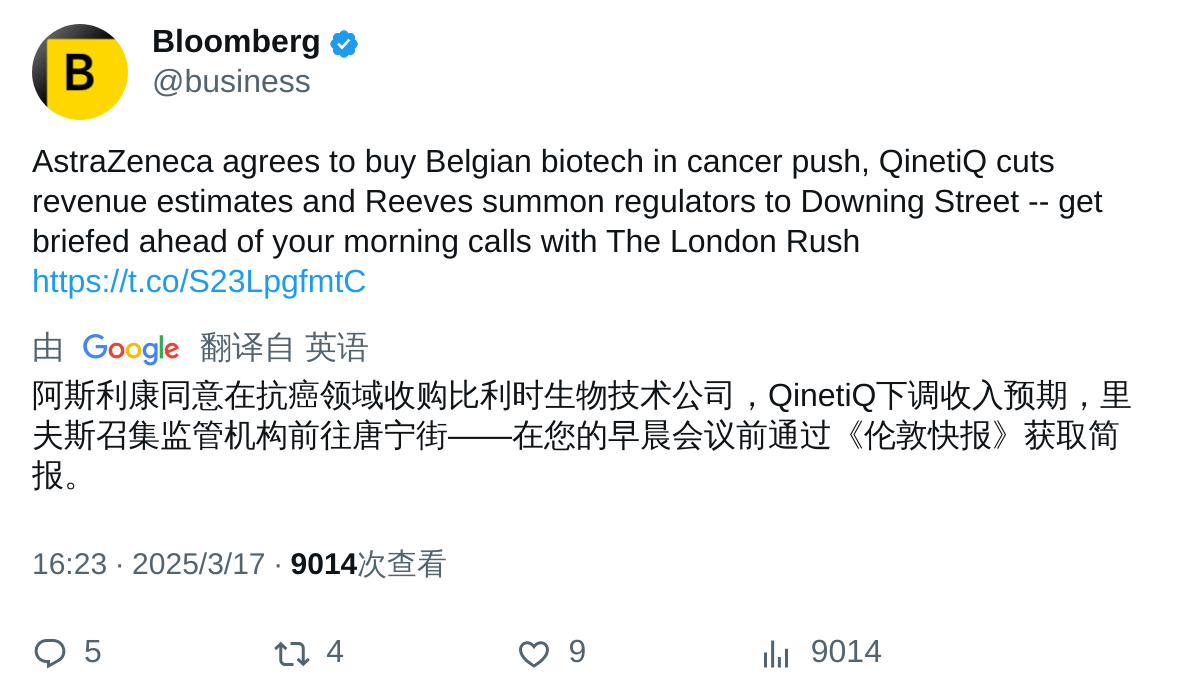 B
Bloomberg
@business
AstraZeneca agrees to buy Belgian biotech in cancer push, QinetiQ cuts
revenue estimates and Reeves summon regulators to Downing Street -- get
briefed ahead of your morning calls with The London Rush
https://t.co/S23LpgfmtC
由 Google 翻译自 英语
阿斯利康同意在抗癌领域收购比利时生物技术公司，QinetiQ下调收入预期，里
夫斯召集监管机构前往唐宁街——在您的早晨会议前通过《伦敦快报》获取简
报。
16:23 · 2025/3/17 · 9014次查看
5 4 9 9014